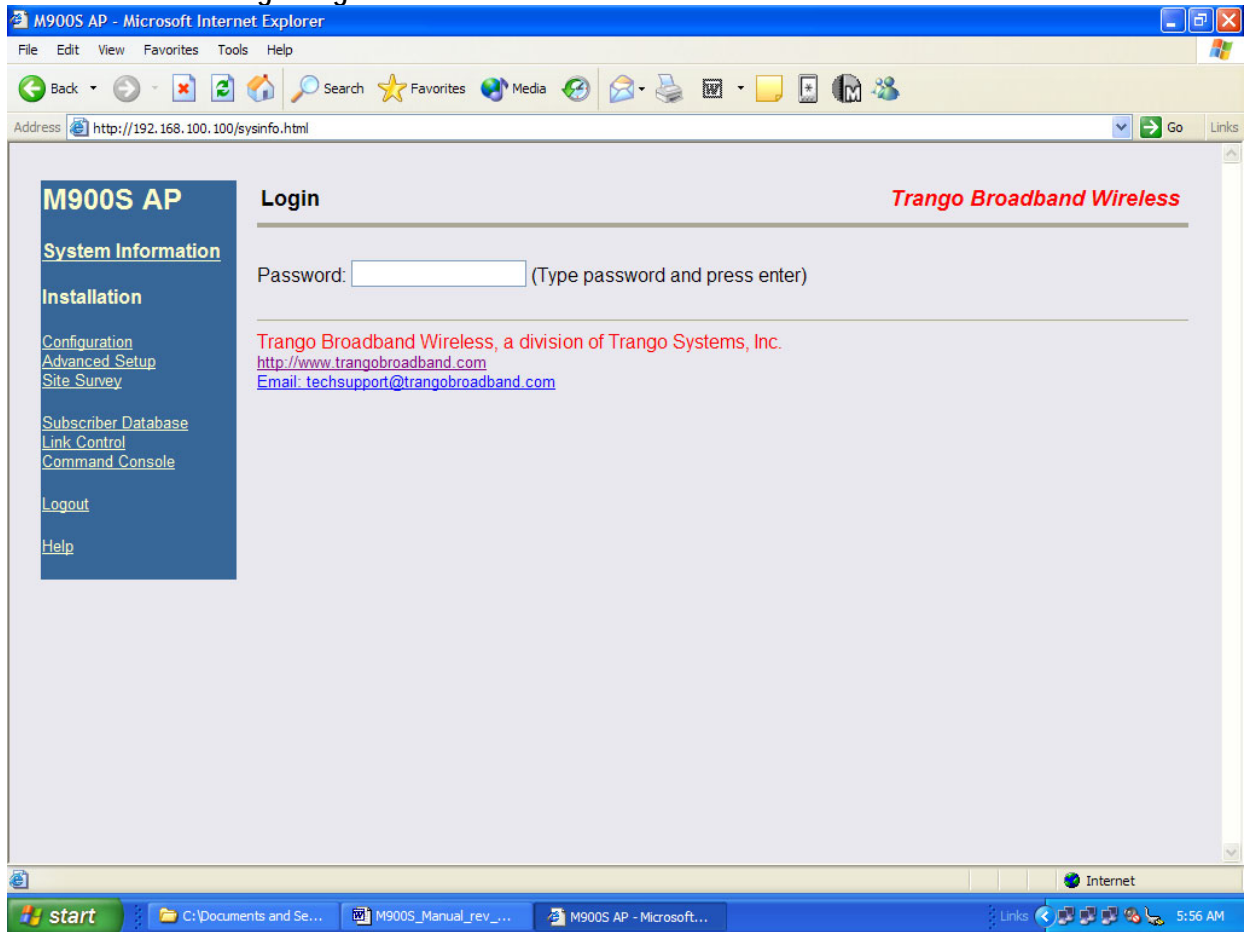 M900S AP - Microsoft Internet Explorer
File Edit View Favorites Tools Help
Back Search Favorites Media
Address http://192.168.100.100/sysinfo.html Go Links
M900S AP
System Information
Installation
Configuration
Advanced Setup
Site Survey
Subscriber Database
Link Control
Command Console
Logout
Help
Login Trango Broadband Wireless
Password: (Type password and press enter)
Trango Broadband Wireless, a division of Trango Systems, Inc.
http://www.trangobroadband.com
Email: techsupport@trangobroadband.com
Internet
start C:\Documents and Se... M900S_Manual_rev_... M900S AP - Microsoft... Links 5:56 AM